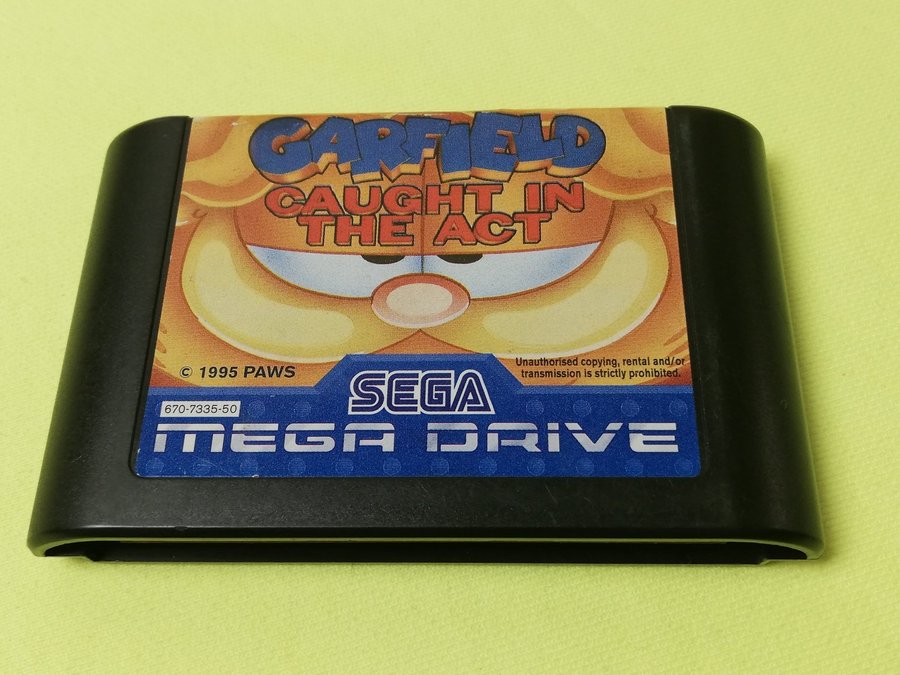 GARFIELD
CAUGHT IN
THE ACT
© 1995 PAWS
Unauthorised copying, rental and/or
transmission is strictly prohibited.
SEGA
670-7335-50
MEGA DRIVE